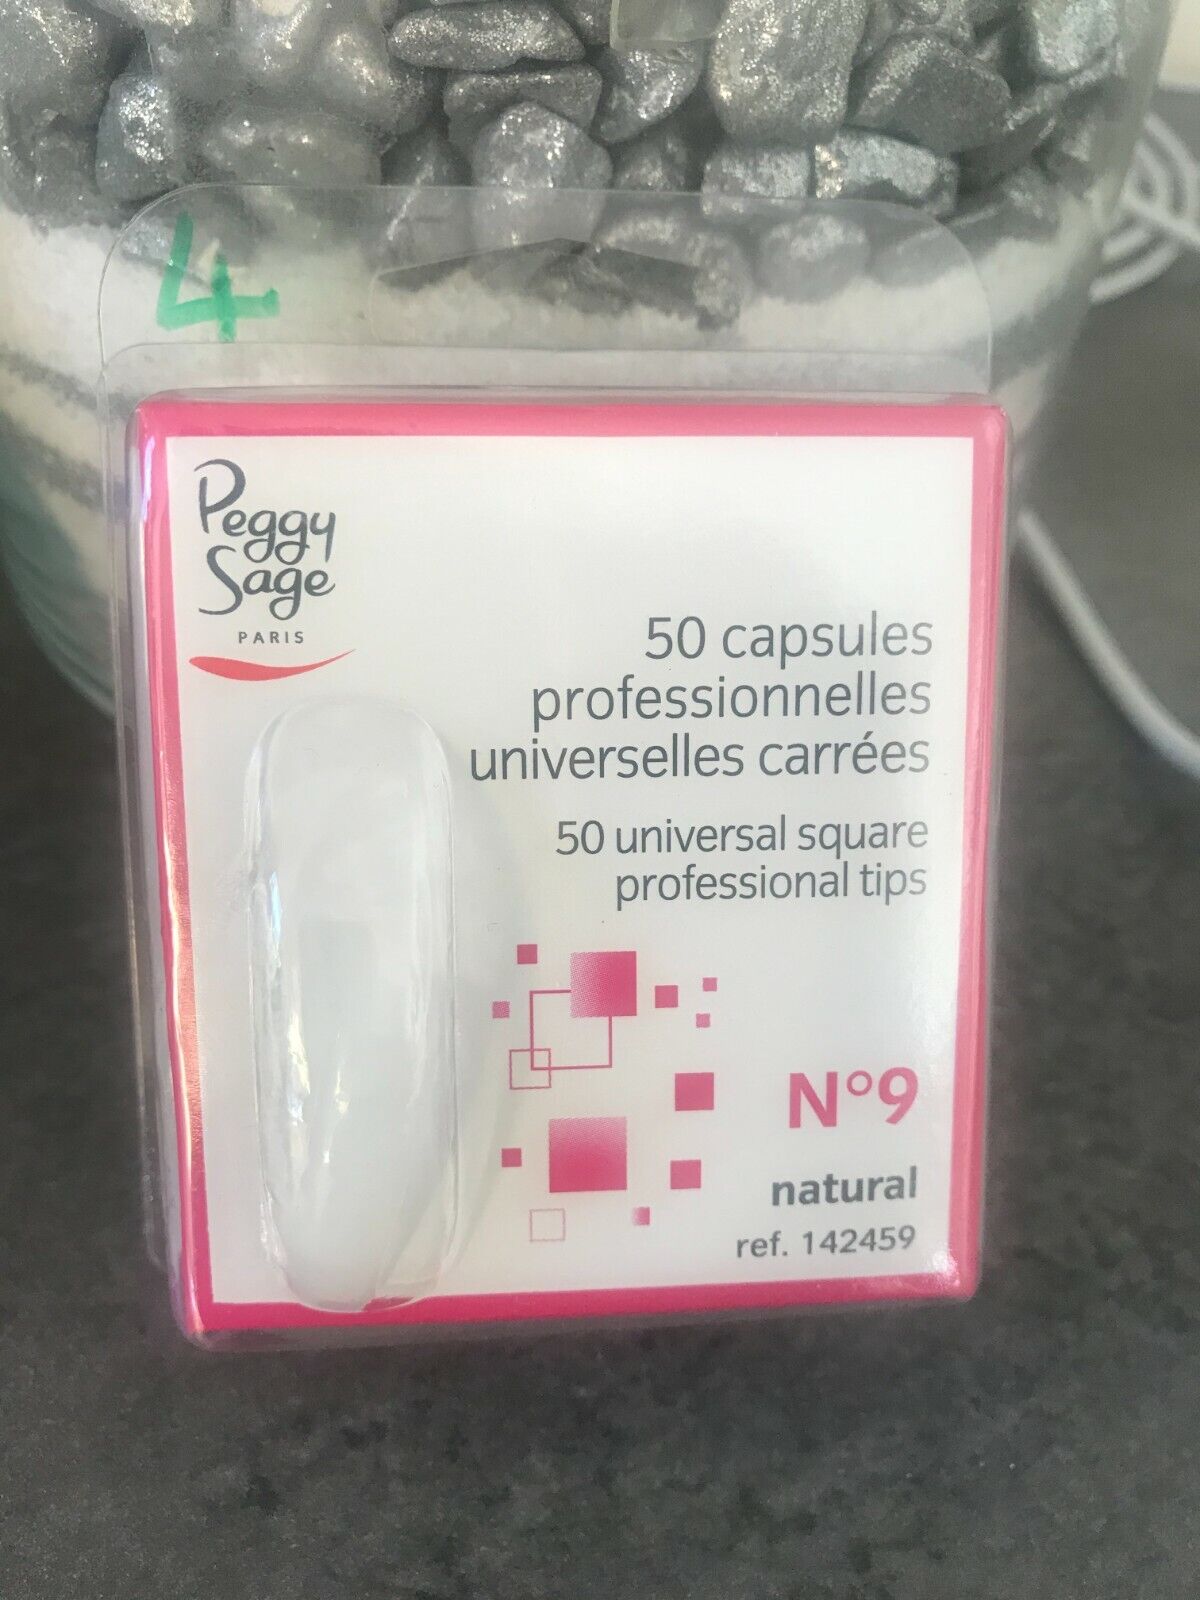 4
Peggy
Sage
PARIS
50 capsules
professionnelles
universelles carrées
50 universal square
professional tips
N°9
natural
ref. 142459